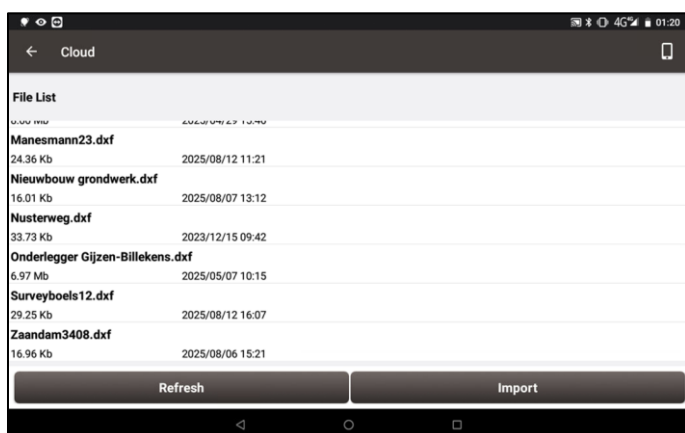 4G 01:20
Cloud
File List
Manesmann23.dxf
24.36 Kb 2025/08/12 11:21
Nieuwbouw grondwerk.dxf
16.01 Kb 2025/08/07 13:12
Nusterweg.dxf
33.73 Kb 2023/12/15 09:42
Onderlegger Gijzen-Billekens.dxf
6.97 Mb 2025/05/07 10:15
Surveyboels12.dxf
29.25 Kb 2025/08/12 16:07
Zaandam3408.dxf
16.96 Kb 2025/08/06 15:21
Refresh Import